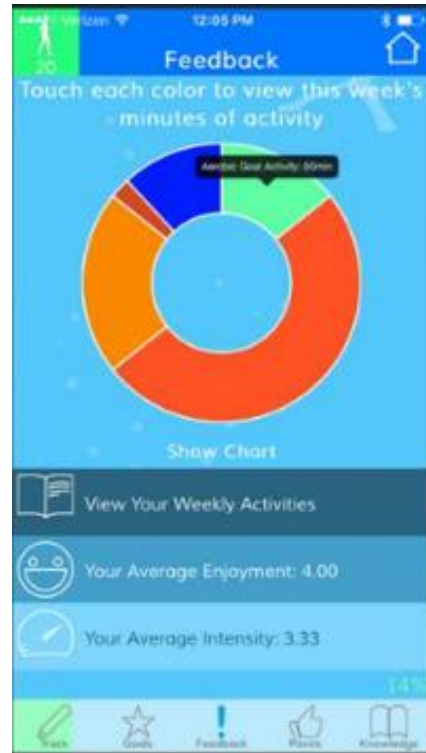 Verizon 12:05 PM
20
Feedback
Touch each color to view this week's
minutes of activity
Aerobic Goal Activity: 60min
Show Chart
View Your Weekly Activities
Your Average Enjoyment: 4.00
Your Average Intensity: 3.33
14%
Track Goals Feedback Points Knowledge